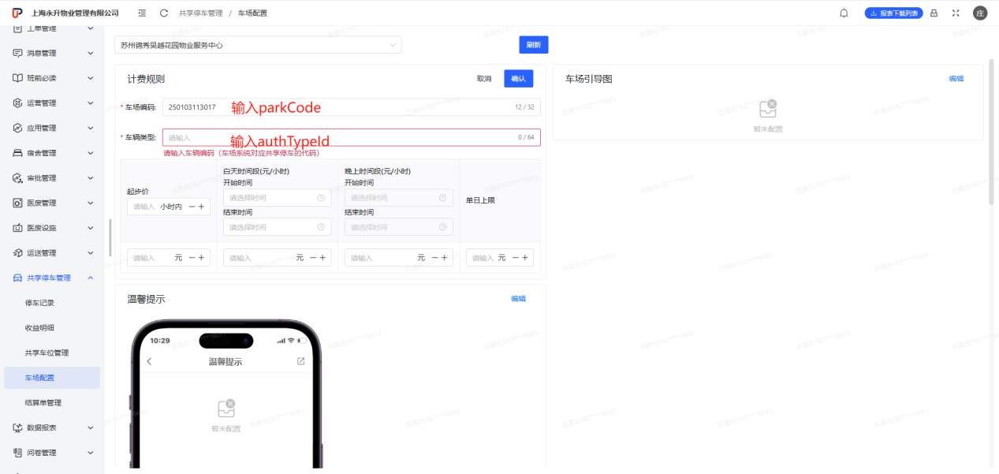 上海永升物业管理有限公司
共享停车管理 / 车场配置
报表下载列表
庄
工单管理
消息管理
班前必读
运营管理
应用管理
宿舍管理
审批管理
医废管理
医废设施
运送管理
共享停车管理
停车记录
收益明细
共享车位管理
车场配置
结算单管理
数据报表
问卷管理
苏州锦秀吴越花园物业服务中心
刷新
计费规则
取消
确认
* 车场编码: 250103113017 输入parkCode 12 / 32
* 车辆类型: 请输入 输入authTypeId 0 / 64
请输入车辆编码（车场系统对应共享停车的代码）
起步价
请输入 小时内 − +
白天时间段(元/小时)
开始时间
请选择时间
结束时间
请选择时间
晚上时间段(元/小时)
开始时间
请选择时间
结束时间
请选择时间
单日上限
请输入 元 − +
请输入 元 − +
请输入 元 − +
请输入 元 − +
温馨提示
编辑
10:29
温馨提示
暂未配置
车场引导图
编辑
暂未配置